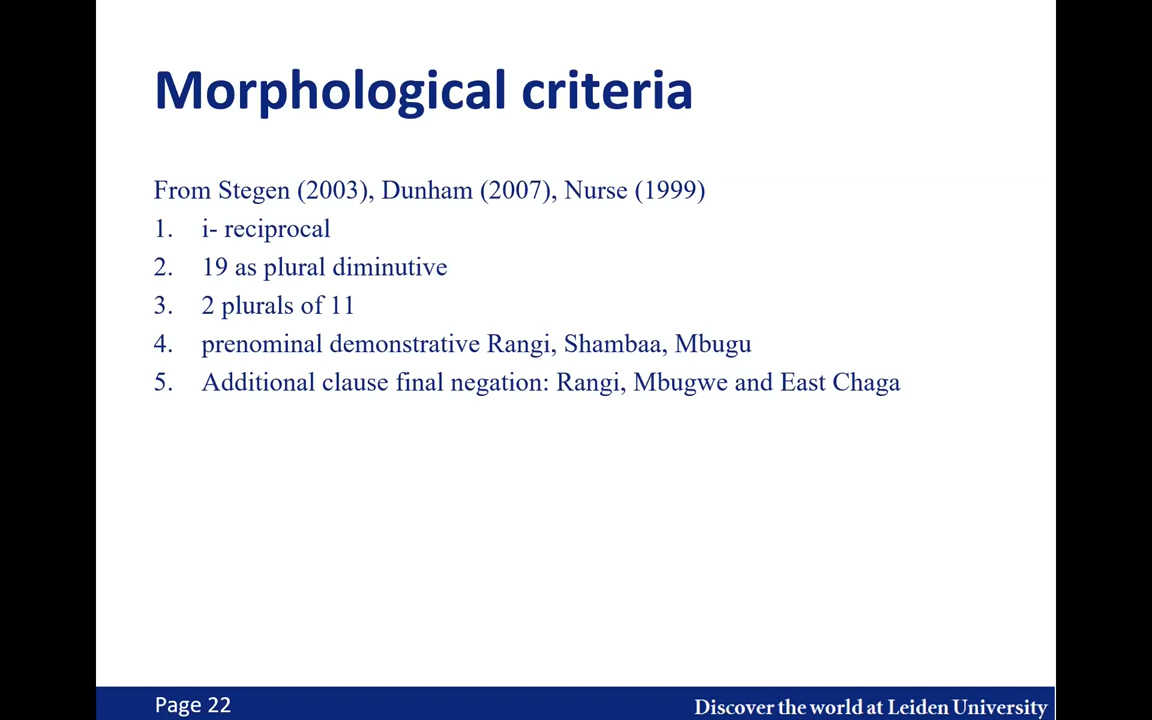 Morphological criteria
From Stegen (2003), Dunham (2007), Nurse (1999)
1. i- reciprocal
2. 19 as plural diminutive
3. 2 plurals of 11
4. prenominal demonstrative Rangi, Shambaa, Mbugu
5. Additional clause final negation: Rangi, Mbugwe and East Chaga
Page 22
Discover the world at Leiden University